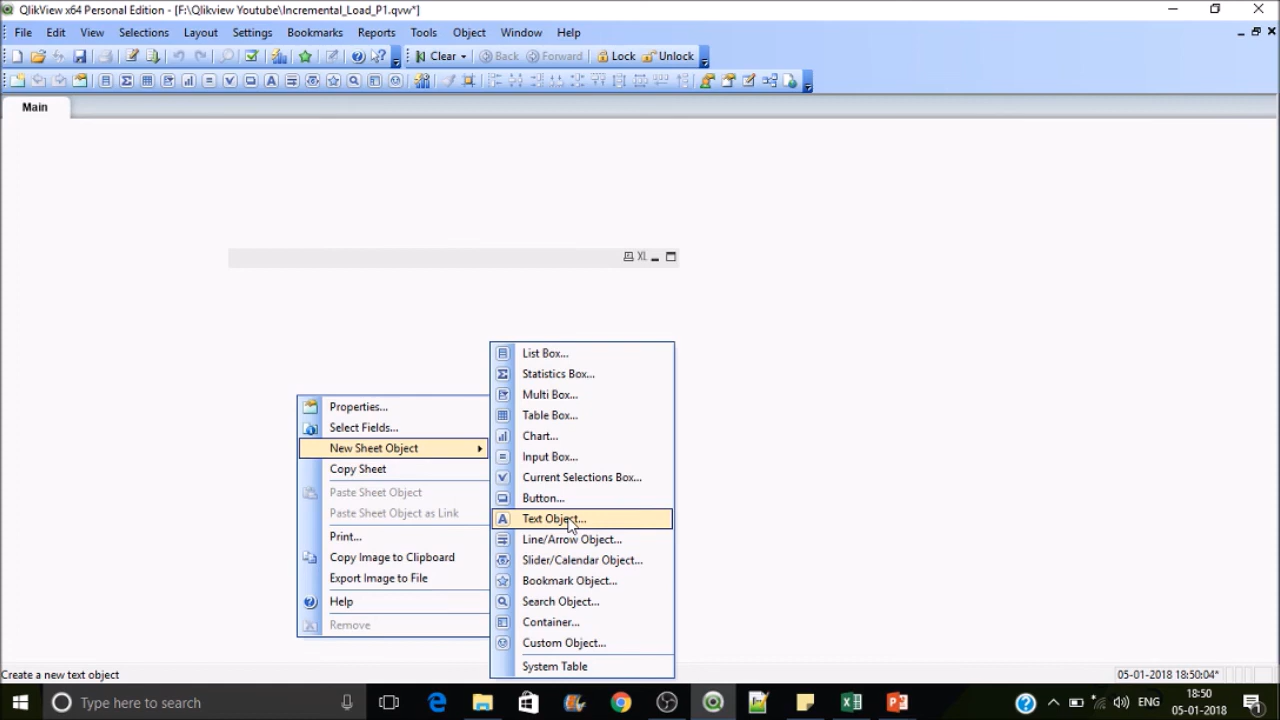 QlikView x64 Personal Edition - [F:\Qlikview Youtube\Incremental_Load_P1.qvw*]
File Edit View Selections Layout Settings Bookmarks Reports Tools Object Window Help
Clear Back Forward Lock Unlock
Main
XL
List Box...
Statistics Box...
Multi Box...
Table Box...
Chart...
Input Box...
Current Selections Box...
Button...
Text Object...
Line/Arrow Object...
Slider/Calendar Object...
Bookmark Object...
Search Object...
Container...
Custom Object...
System Table
Properties...
Select Fields...
New Sheet Object
Copy Sheet
Paste Sheet Object
Paste Sheet Object as Link
Print...
Copy Image to Clipboard
Export Image to File
Help
Remove
Create a new text object
05-01-2018 18:50:04*
Type here to search
ENG
18:50
05-01-2018